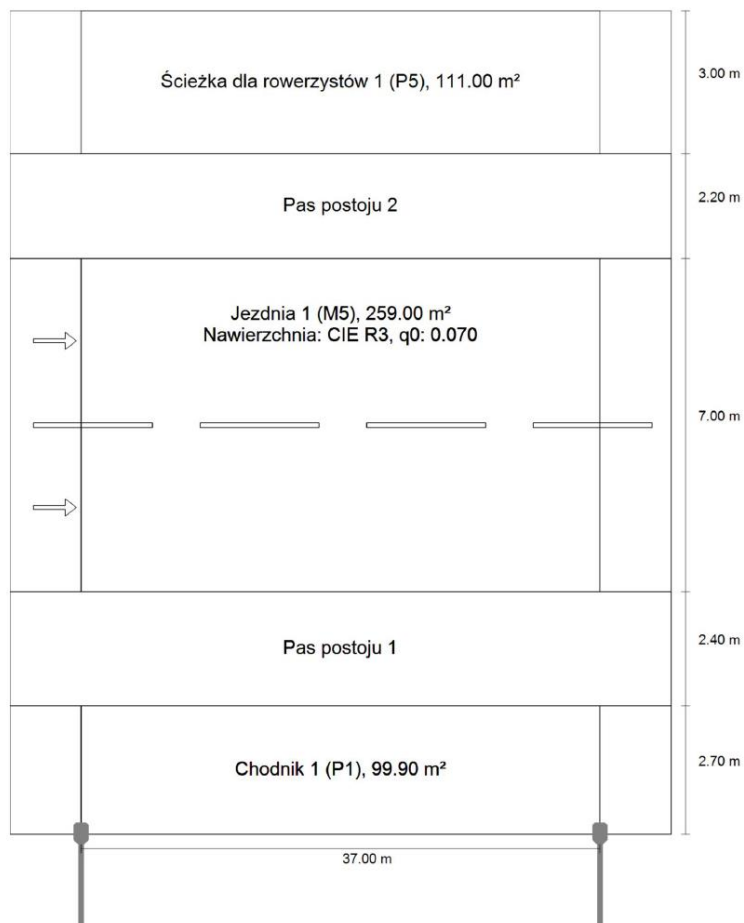 Ścieżka dla rowerzystów 1 (P5), 111.00 m²
3.00 m
Pas postoju 2
2.20 m
Jezdnia 1 (M5), 259.00 m²
Nawierzchnia: CIE R3, q0: 0.070
7.00 m
Pas postoju 1
2.40 m
Chodnik 1 (P1), 99.90 m²
2.70 m
37.00 m